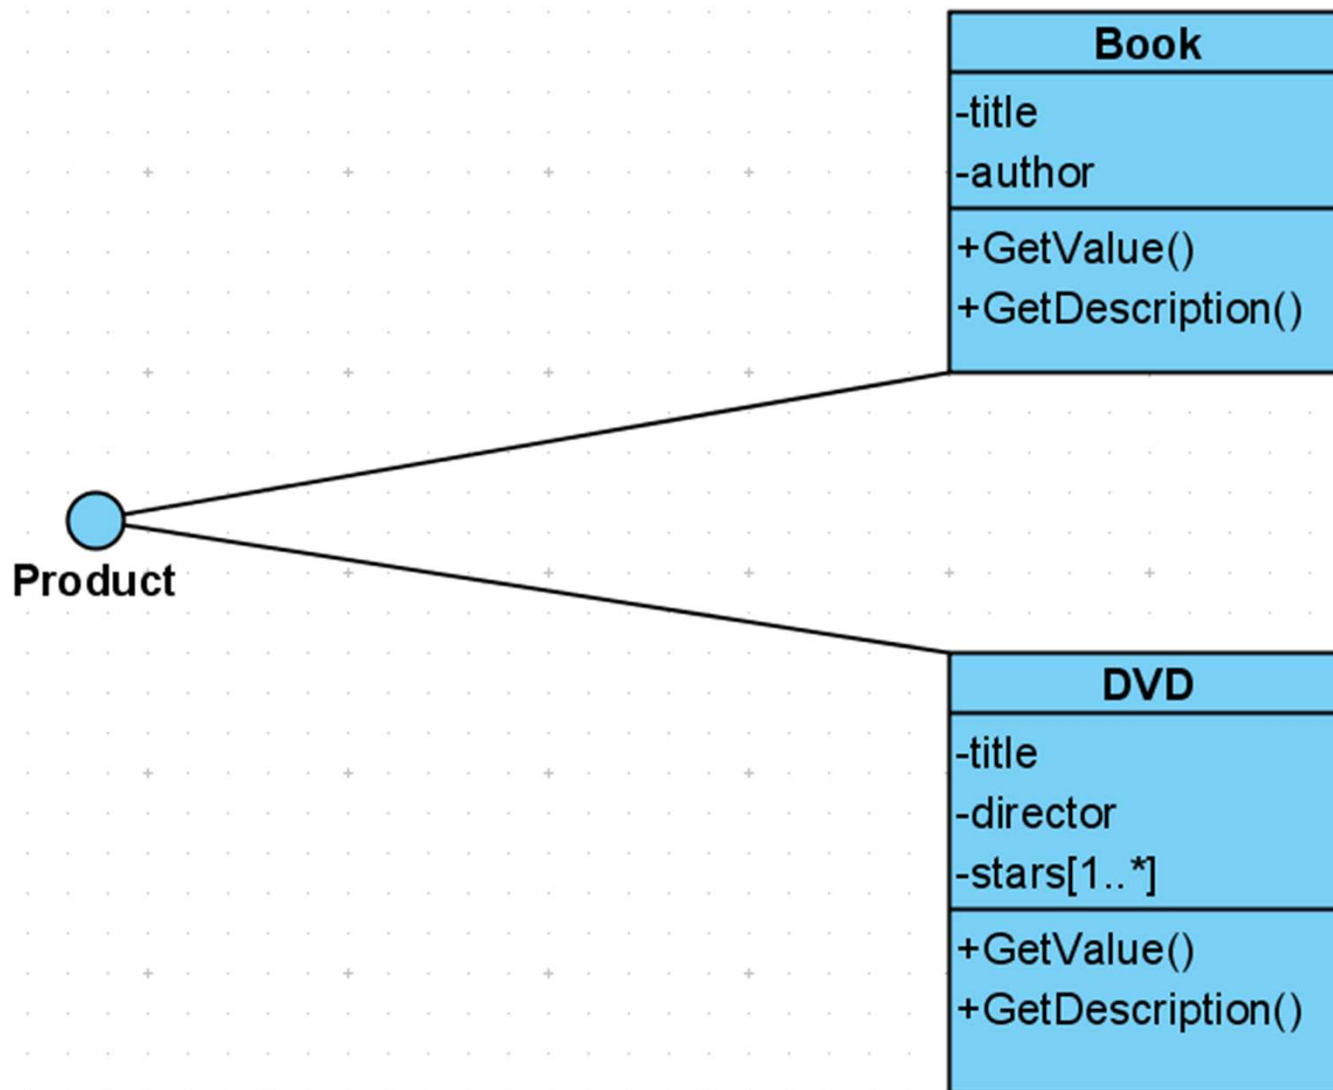 Book
-title
-author
+GetValue()
+GetDescription()
Product
DVD
-title
-director
-stars[1..*]
+GetValue()
+GetDescription()